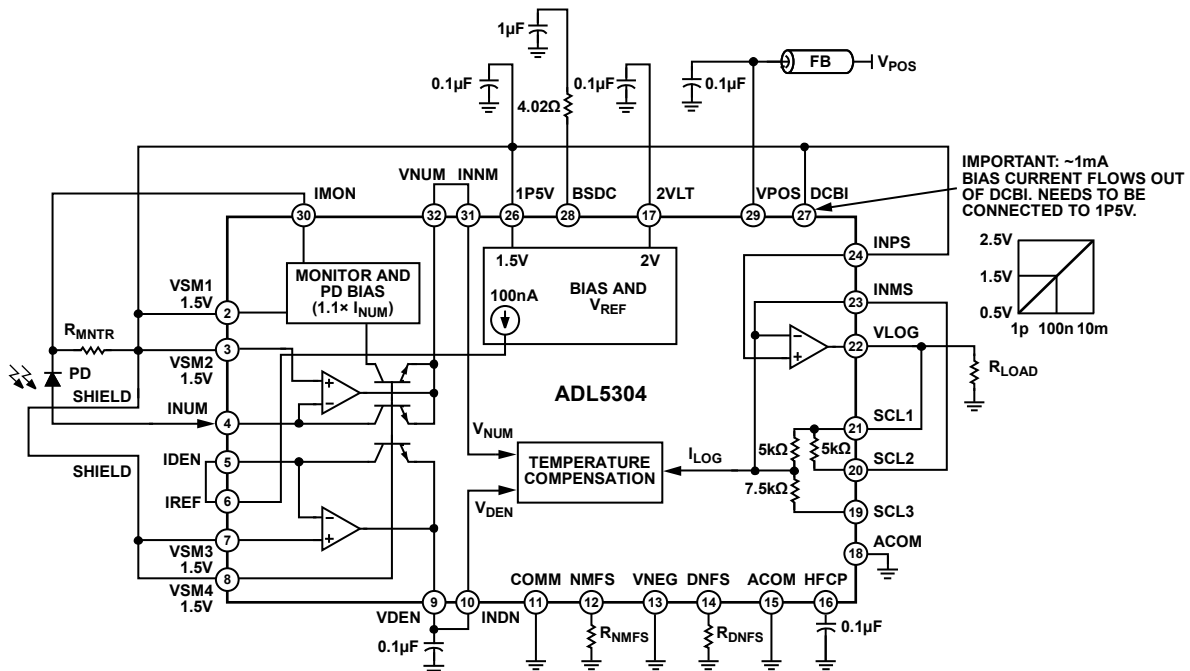 1µF
0.1µF
4.02Ω
0.1µF
0.1µF
FB
VPOS
IMPORTANT: ~1mA
BIAS CURRENT FLOWS OUT
OF DCBI. NEEDS TO BE
CONNECTED TO 1P5V.
IMON
VNUM
INNM
1P5V
BSDC
2VLT
VPOS
DCBI
30
32
31
26
28
17
29
27
MONITOR AND
PD BIAS
(1.1× INUM)
1.5V
2V
100nA
BIAS AND
VREF
24
INPS
23
INMS
22
VLOG
2.5V
1.5V
0.5V
1p
100n
10m
RLOAD
VSM1
1.5V
2
RMNTR
3
VSM2
1.5V
PD
SHIELD
INUM
4
IDEN
5
SHIELD
IREF
6
7
VSM3
1.5V
8
VSM4
1.5V
+
−
−
+
−
+
ADL5304
VNUM
VDEN
TEMPERATURE
COMPENSATION
ILOG
5kΩ
5kΩ
7.5kΩ
21
SCL1
20
SCL2
19
SCL3
18
ACOM
COMM
NMFS
VNEG
DNFS
ACOM
HFCP
9
10
11
12
13
14
15
16
VDEN
INDN
0.1µF
RNMFS
RDNFS
0.1µF